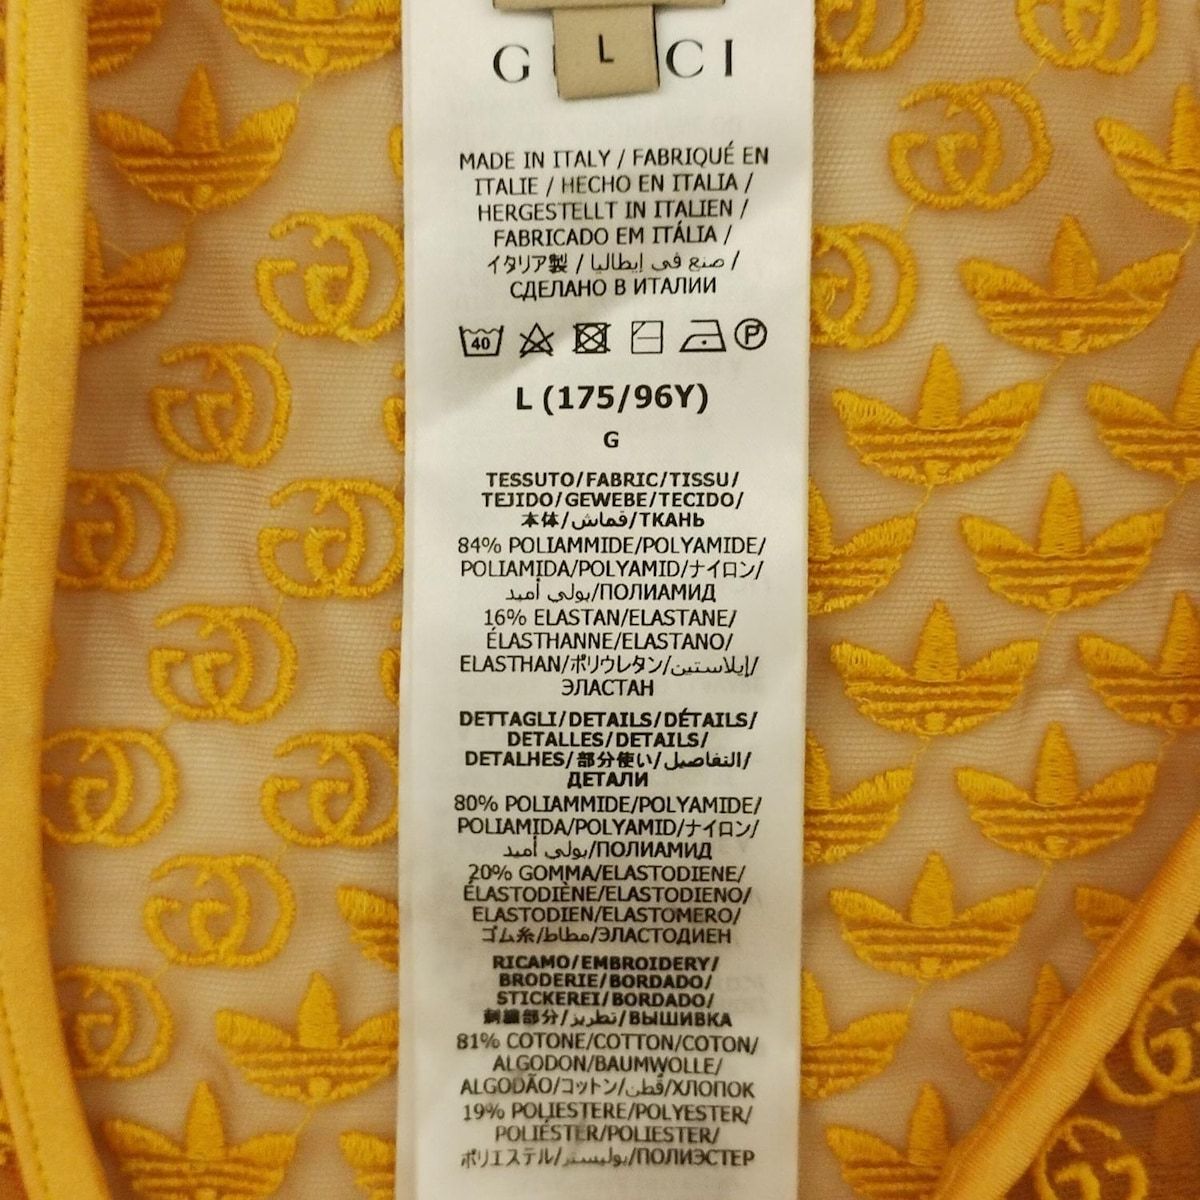 L
G CI
MADE IN ITALY / FABRIQUÉ EN
ITALIE / HECHO EN ITALIA /
HERGESTELLT IN ITALIEN /
FABRICADO EM ITÁLIA /
イタリア製 / صنع في إيطاليا /
СДЕЛАНО В ИТАЛИИ
40 P
L (175/96Y)
G
TESSUTO/FABRIC/TISSU/
TEJIDO/GEWEBE/TECIDO/
本体/قماش/ТКАНЬ
84% POLIAMMIDE/POLYAMIDE/
POLIAMIDA/POLYAMID/ナイロン/
بولي أميد/ПОЛИАМИД
16% ELASTAN/ELASTANE/
ÉLASTHANNE/ELASTANO/
ELASTHAN/ポリウレタン/إيلاستين/
ЭЛАСТАН
DETTAGLI/DETAILS/DÉTAILS/
DETALLES/DETAILS/
DETALHES/部分使い/التفاصيل/
ДЕТАЛИ
80% POLIAMMIDE/POLYAMIDE/
POLIAMIDA/POLYAMID/ナイロン/
بولي أميد/ПОЛИАМИД
20% GOMMA/ELASTODIENE/
ÉLASTODIÈNE/ELASTODIENO/
ELASTODIEN/ELASTOMERO/
ゴム糸/مطاط/ЭЛАСТОДИЕН
RICAMO/EMBROIDERY/
BRODERIE/BORDADO/
STICKEREI/BORDADO/
刺繍部分/تطريز/ВЫШИВКА
81% COTONE/COTTON/COTON/
ALGODON/BAUMWOLLE/
ALGODÃO/コットン/قطن/ХЛОПОК
19% POLIESTERE/POLYESTER/
POLIÉSTER/POLIESTER/
ポリエステル/بوليستر/ПОЛИЭСТЕР